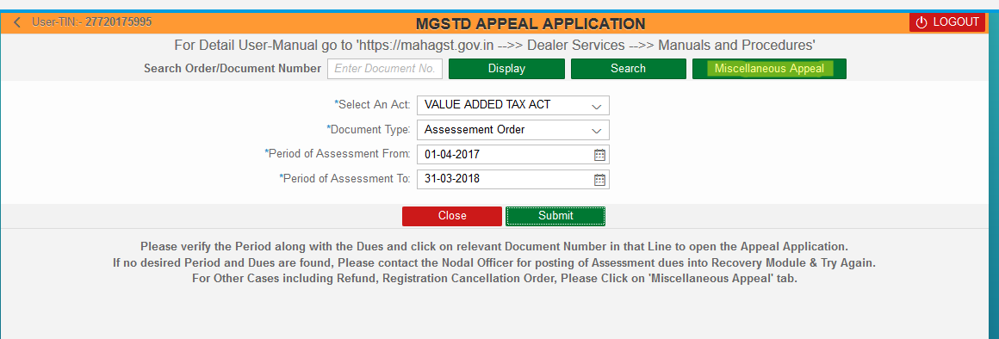 User-TIN:- 27720175995 MGSTD APPEAL APPLICATION LOGOUT
For Detail User-Manual go to 'https://mahagst.gov.in -->> Dealer Services -->> Manuals and Procedures'
Search Order/Document Number Enter Document No. Display Search Miscellaneous Appeal
*Select An Act: VALUE ADDED TAX ACT
*Document Type: Assessement Order
*Period of Assessment From: 01-04-2017
*Period of Assessment To: 31-03-2018
Close Submit
Please verify the Period along with the Dues and click on relevant Document Number in that Line to open the Appeal Application.
If no desired Period and Dues are found, Please contact the Nodal Officer for posting of Assessment dues into Recovery Module & Try Again.
For Other Cases including Refund, Registration Cancellation Order, Please Click on 'Miscellaneous Appeal' tab.